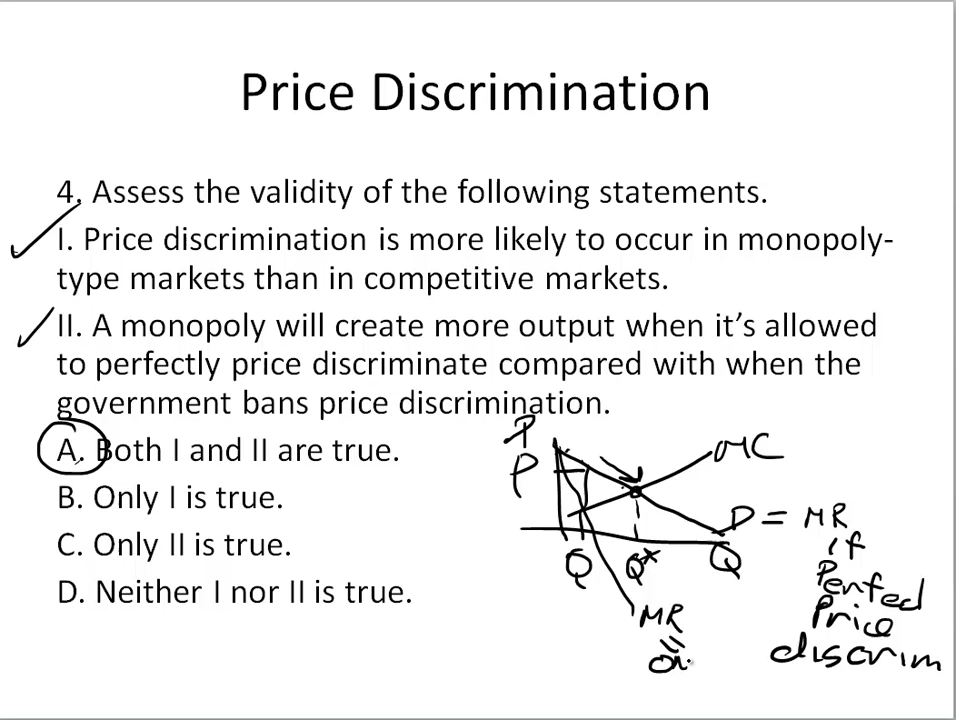 Price Discrimination
4. Assess the validity of the following statements.
I. Price discrimination is more likely to occur in monopoly-
type markets than in competitive markets.
II. A monopoly will create more output when it's allowed
to perfectly price discriminate compared with when the
government bans price discrimination.
A. Both I and II are true.
B. Only I is true.
C. Only II is true.
D. Neither I nor II is true.
P
P
MC
D = MR
if
Perfect
Price
discrim
Q
Q*
Q
MR